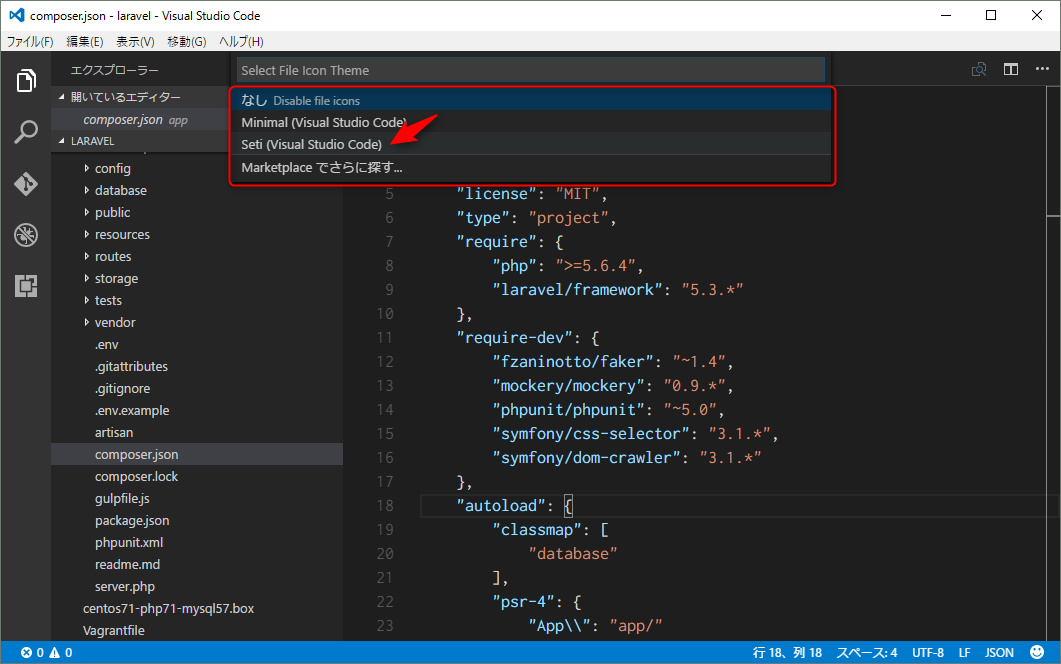 composer.json - laravel - Visual Studio Code
ファイル(F) 編集(E) 表示(V) 移動(G) ヘルプ(H)
エクスプローラー
開いているエディター
composer.json app
LARAVEL
config
database
public
resources
routes
storage
tests
vendor
.env
.gitattributes
.gitignore
.env.example
artisan
composer.json
composer.lock
gulpfile.js
package.json
phpunit.xml
readme.md
server.php
centos71-php71-mysql57.box
Vagrantfile
Select File Icon Theme
なし Disable file icons
Minimal (Visual Studio Code)
Seti (Visual Studio Code)
Marketplace でさらに探す...
5 "license": "MIT",
6 "type": "project",
7 "require": {
8 "php": ">=5.6.4",
9 "laravel/framework": "5.3.*"
10 },
11 "require-dev": {
12 "fzaninotto/faker": "~1.4",
13 "mockery/mockery": "0.9.*",
14 "phpunit/phpunit": "~5.0",
15 "symfony/css-selector": "3.1.*",
16 "symfony/dom-crawler": "3.1.*"
17 },
18 "autoload": {
19 "classmap": [
20 "database"
21 ],
22 "psr-4": {
23 "App\\": "app/"
0 0 行 18、列 18 スペース: 4 UTF-8 LF JSON